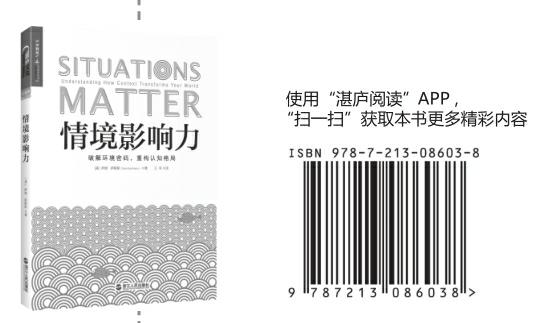 SITUATIONS
Understanding How Context Transforms Your World
MATTER
情境影响力
破解环境密码，重构认知格局
情境影响力
使用“湛庐阅读”APP，
“扫一扫”获取本书更多精彩内容
ISBN 978-7-213-08603-8
9 787213 086038 >